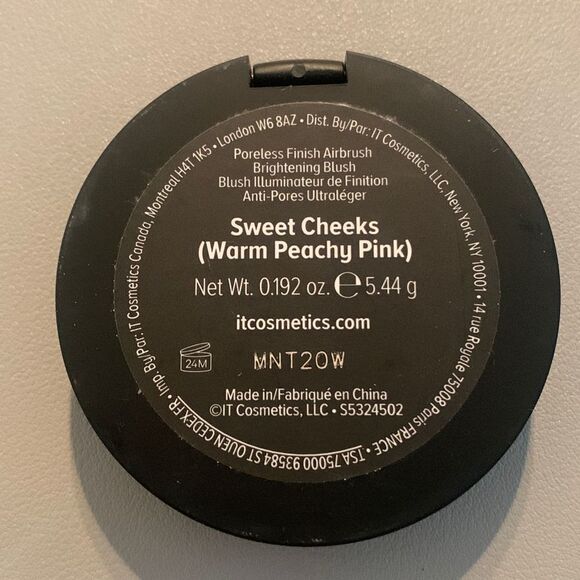 Imp. By/Par: IT Cosmetics Canada, Montreal H4T 1K5 • London W6 8AZ • Dist. By/Par: IT Cosmetics, LLC, New York, NY 10001 • 14 rue Royale 75008 Paris FRANCE • TSA 75000 93584 ST OUEN CEDEX FR •
Poreless Finish Airbrush
Brightening Blush
Blush Illuminateur de Finition
Anti-Pores Ultraléger
Sweet Cheeks
(Warm Peachy Pink)
Net Wt. 0.192 oz. ℮ 5.44 g
itcosmetics.com
24M
MNT20W
Made in/Fabriqué en China
©IT Cosmetics, LLC • S5324502